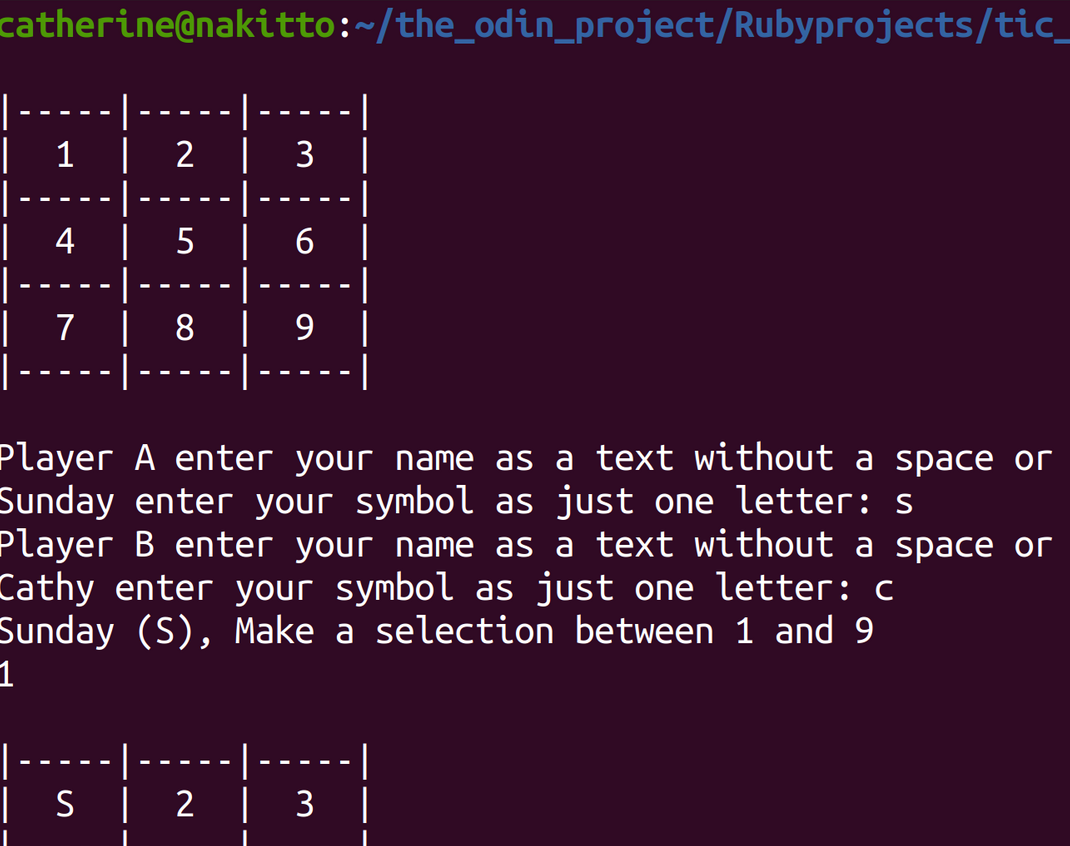 catherine@nakitto:~/the_odin_project/Rubyprojects/tic_
|-----|-----|-----|
|  1  |  2  |  3  |
|-----|-----|-----|
|  4  |  5  |  6  |
|-----|-----|-----|
|  7  |  8  |  9  |
|-----|-----|-----|
Player A enter your name as a text without a space or
Sunday enter your symbol as just one letter: s
Player B enter your name as a text without a space or
Cathy enter your symbol as just one letter: c
Sunday (S), Make a selection between 1 and 9
1
|-----|-----|-----|
|  S  |  2  |  3  |